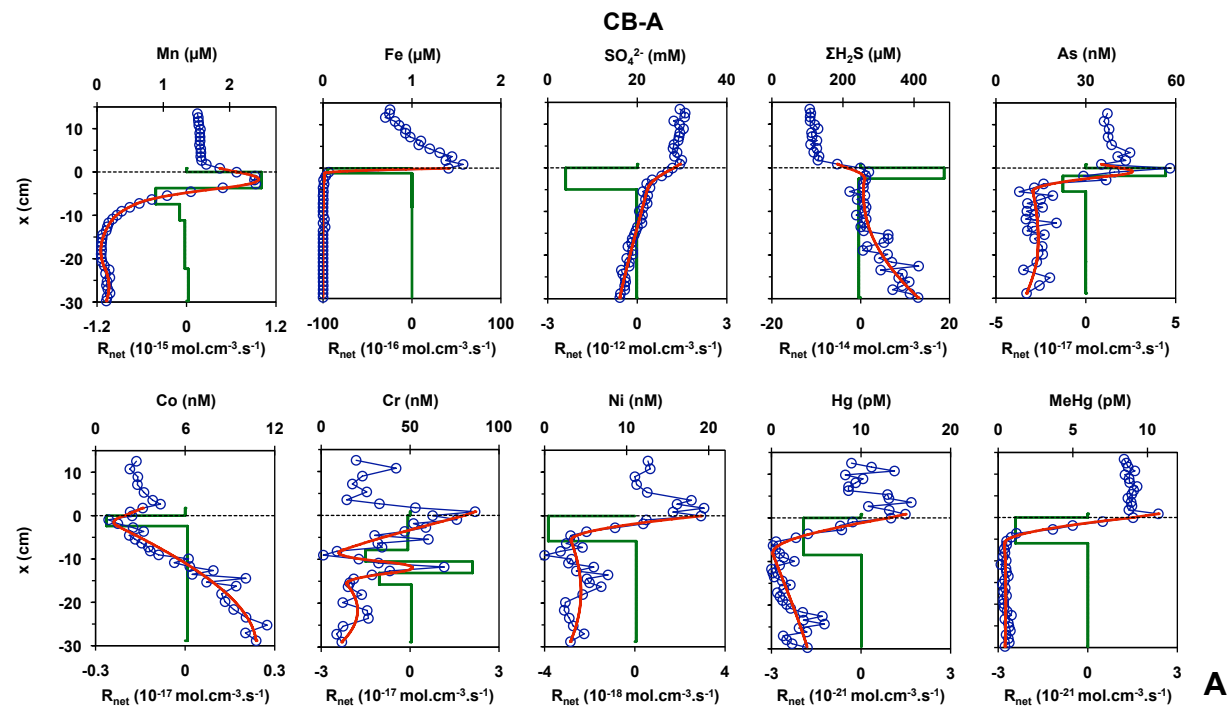 CB-A
Mn (µM) Fe (µM) SO₄²⁻ (mM) ΣH₂S (µM) As (nM)
0 1 2 0 1 2 0 20 40 0 200 400 0 30 60
x (cm)
10
0
-10
-20
-30
-1.2 0 1.2 -100 0 100 -3 0 3 -20 0 20 -5 0 5
Rnet (10⁻¹⁵ mol.cm⁻³.s⁻¹) Rnet (10⁻¹⁶ mol.cm⁻³.s⁻¹) Rnet (10⁻¹² mol.cm⁻³.s⁻¹) Rnet (10⁻¹⁴ mol.cm⁻³.s⁻¹) Rnet (10⁻¹⁷ mol.cm⁻³.s⁻¹)
Co (nM) Cr (nM) Ni (nM) Hg (pM) MeHg (pM)
0 6 12 0 50 100 0 10 20 0 10 20 0 6 12
x (cm)
10
0
-10
-20
-30
-0.3 0 0.3 -3 0 3 -4 0 4 -3 0 3 -3 0 3
Rnet (10⁻¹⁷ mol.cm⁻³.s⁻¹) Rnet (10⁻¹⁷ mol.cm⁻³.s⁻¹) Rnet (10⁻¹⁸ mol.cm⁻³.s⁻¹) Rnet (10⁻²¹ mol.cm⁻³.s⁻¹) Rnet (10⁻²¹ mol.cm⁻³.s⁻¹)
A